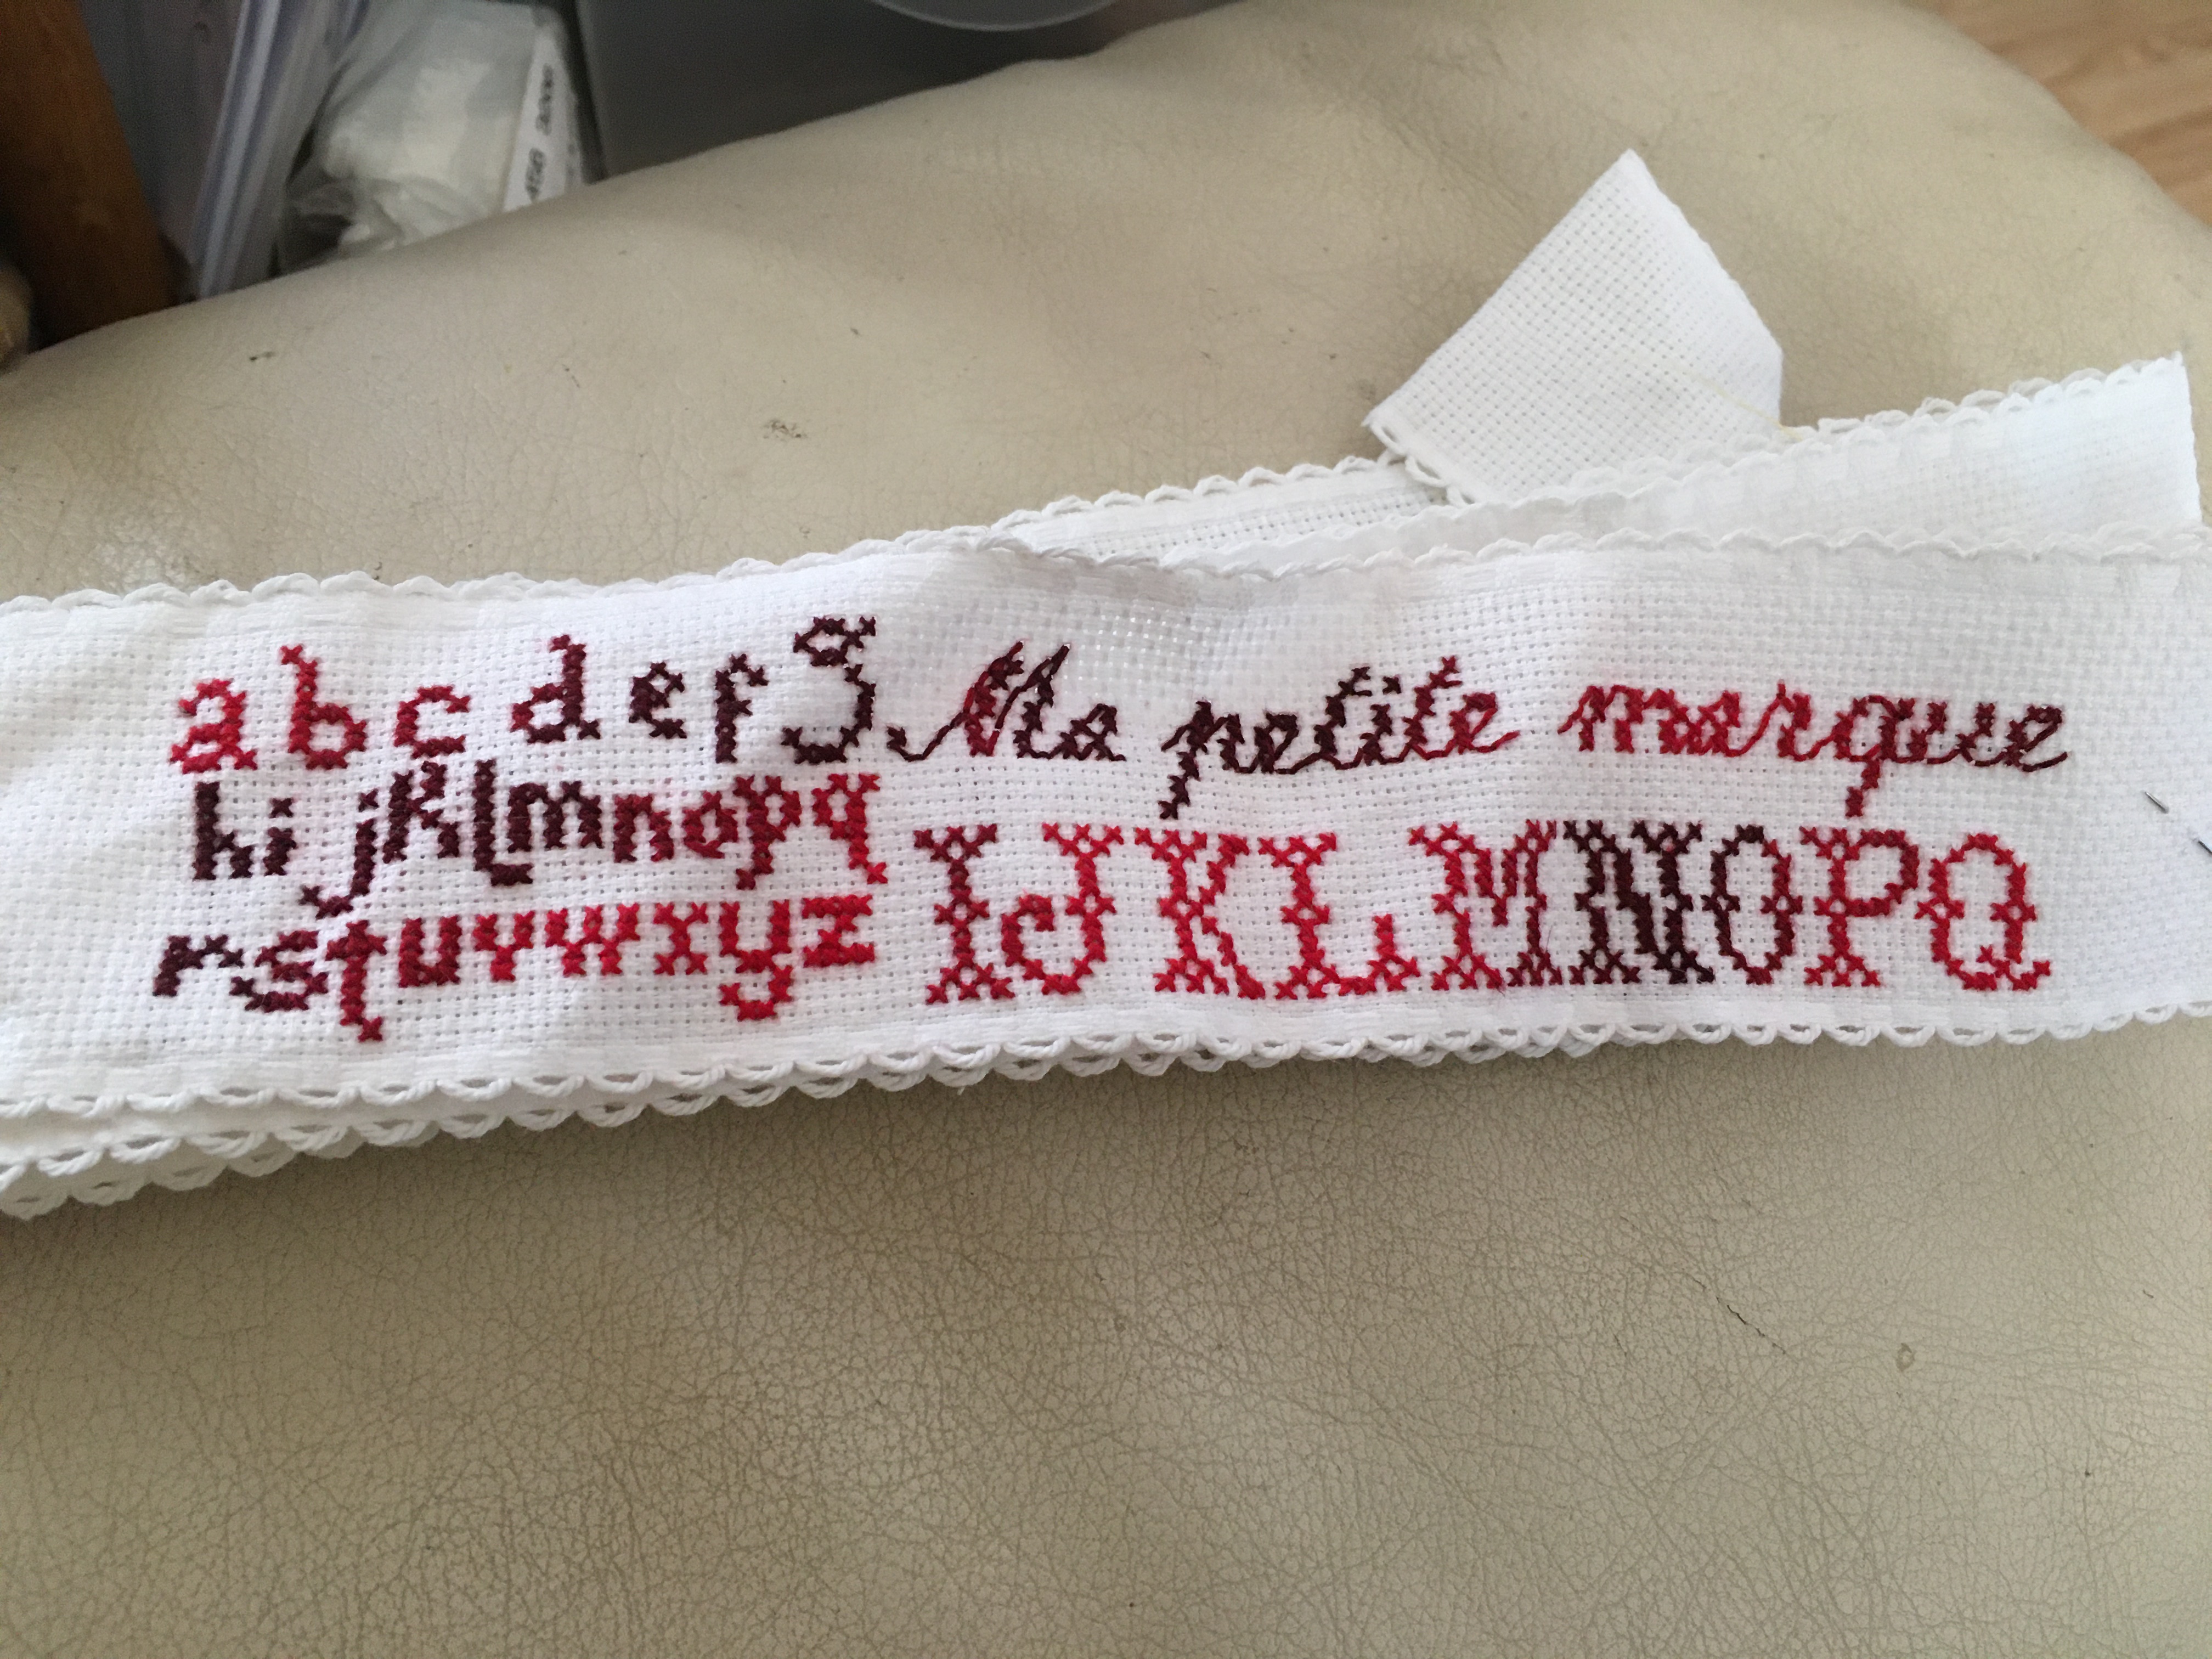 abcdefg Ma petite marque
hijklmnopq
rstuvwxyz IJKLMNOPQ